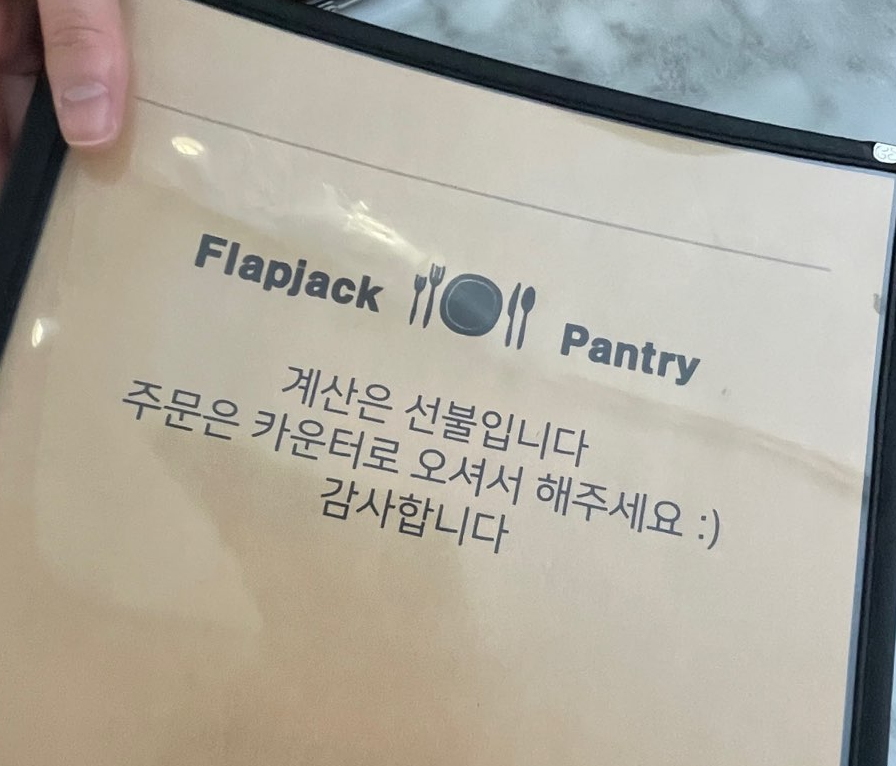 Flapjack Pantry
계산은 선불입니다
주문은 카운터로 오셔서 해주세요 :)
감사합니다